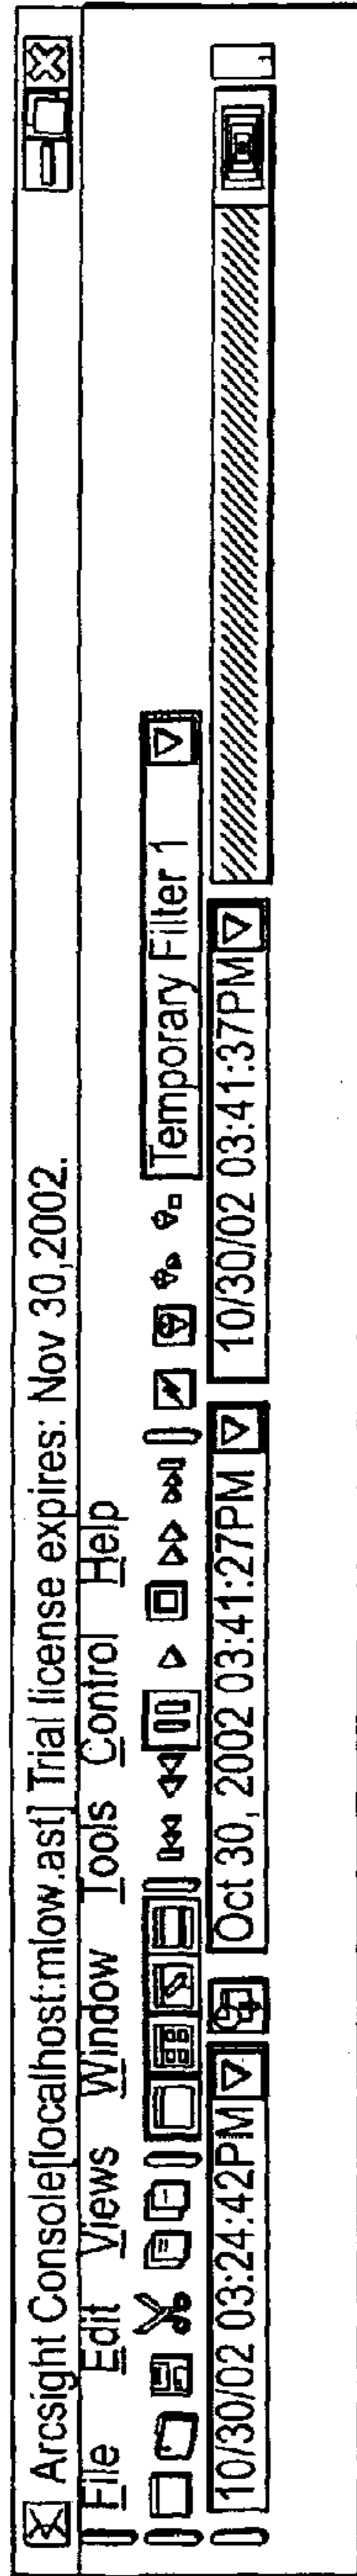 Arcsight Console[localhost:mlow.ast] Trial license expires: Nov 30,2002.
File Edit Views Window Tools Control Help
Temporary Filter 1
10/30/02 03:24:42PM Oct 30, 2002 03:41:27PM 10/30/02 03:41:37PM